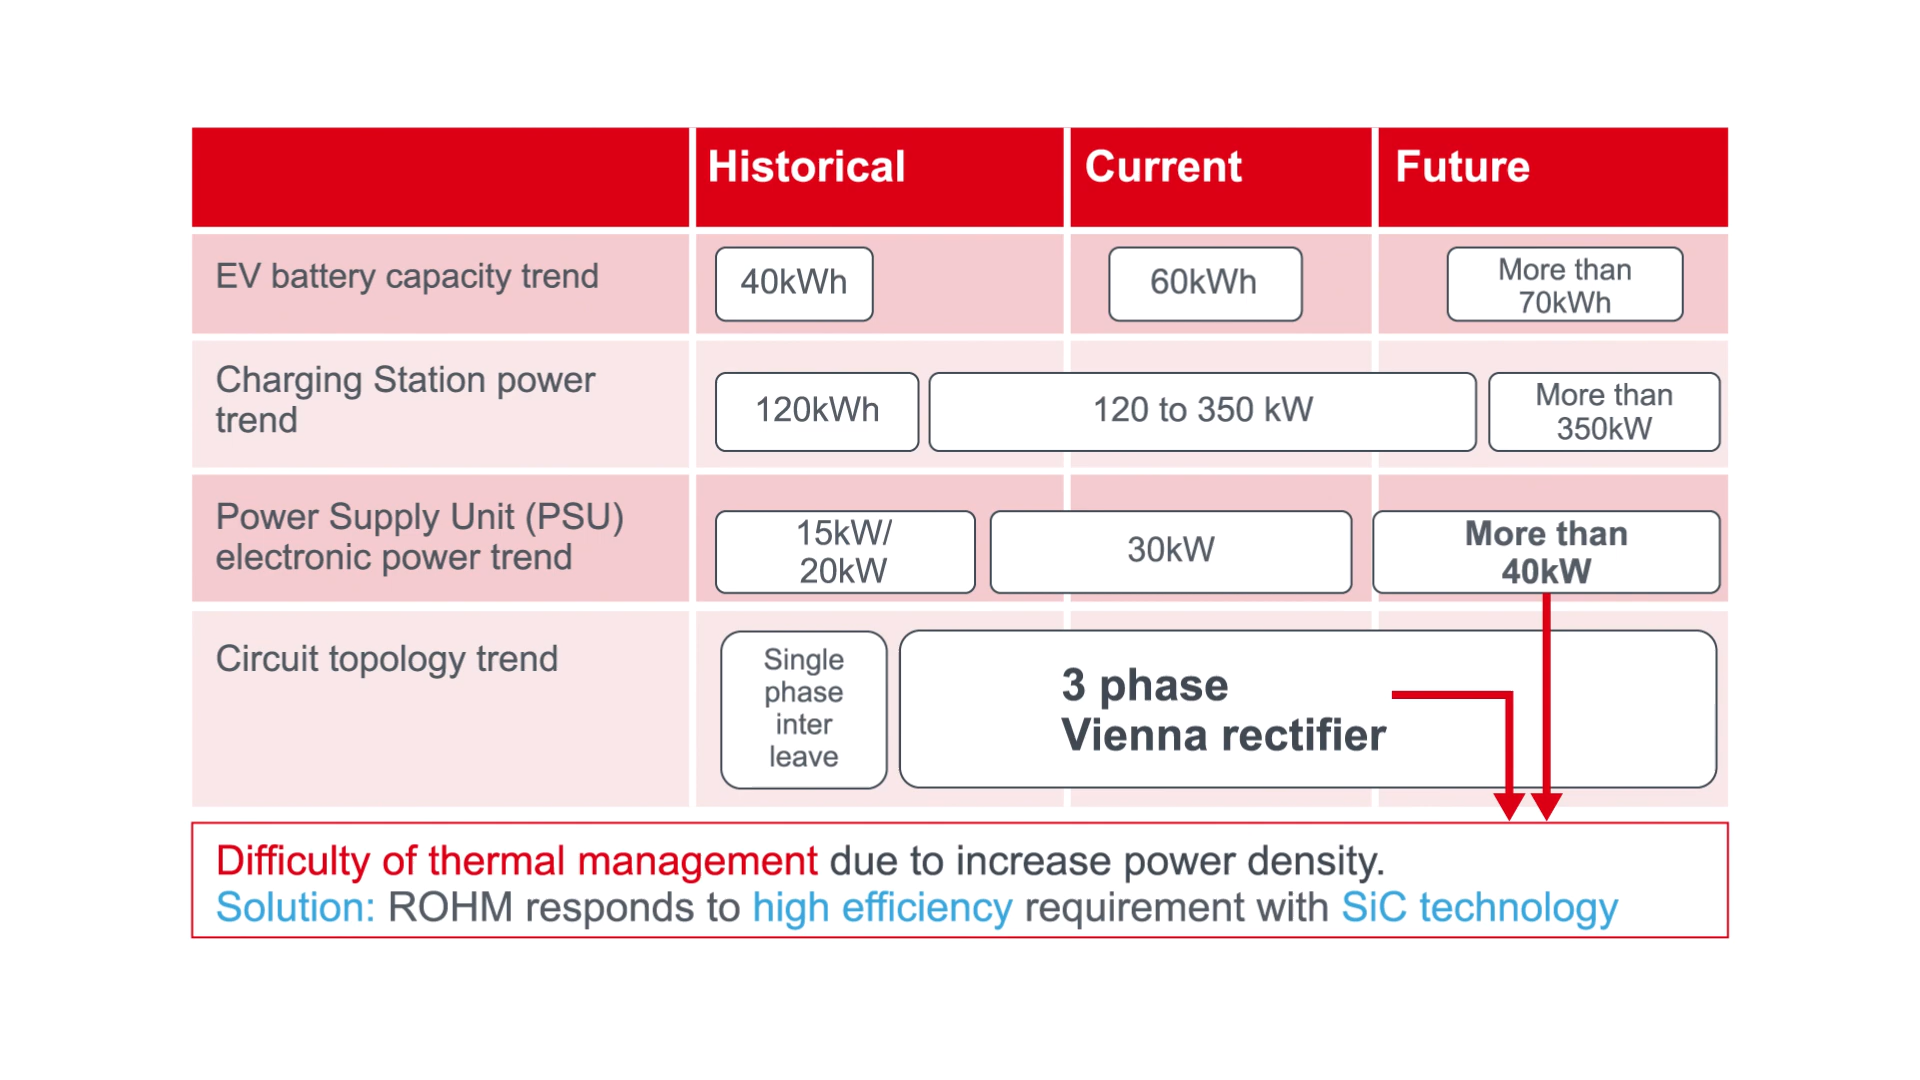 Historical
Current
Future
EV battery capacity trend
40kWh
60kWh
More than
70kWh
Charging Station power
trend
120kWh
120 to 350 kW
More than
350kW
Power Supply Unit (PSU)
electronic power trend
15kW/
20kW
30kW
More than
40kW
Circuit topology trend
Single
phase
inter
leave
3 phase
Vienna rectifier
Difficulty of thermal management due to increase power density.
Solution: ROHM responds to high efficiency requirement with SiC technology